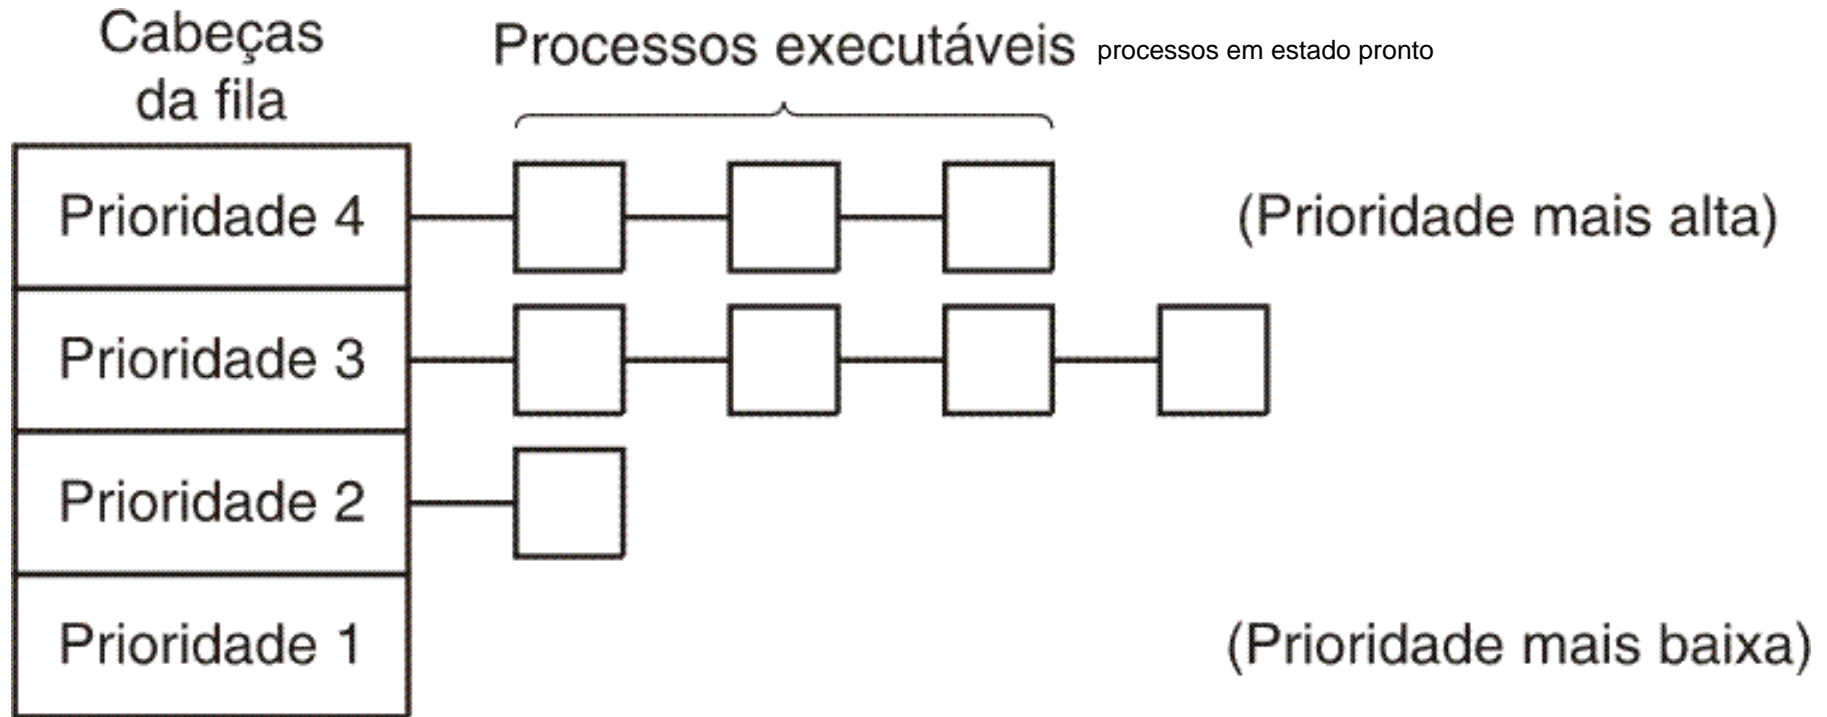 Cabeças
da fila
Processos executáveis processos em estado pronto
Prioridade 4
(Prioridade mais alta)
Prioridade 3
Prioridade 2
Prioridade 1
(Prioridade mais baixa)